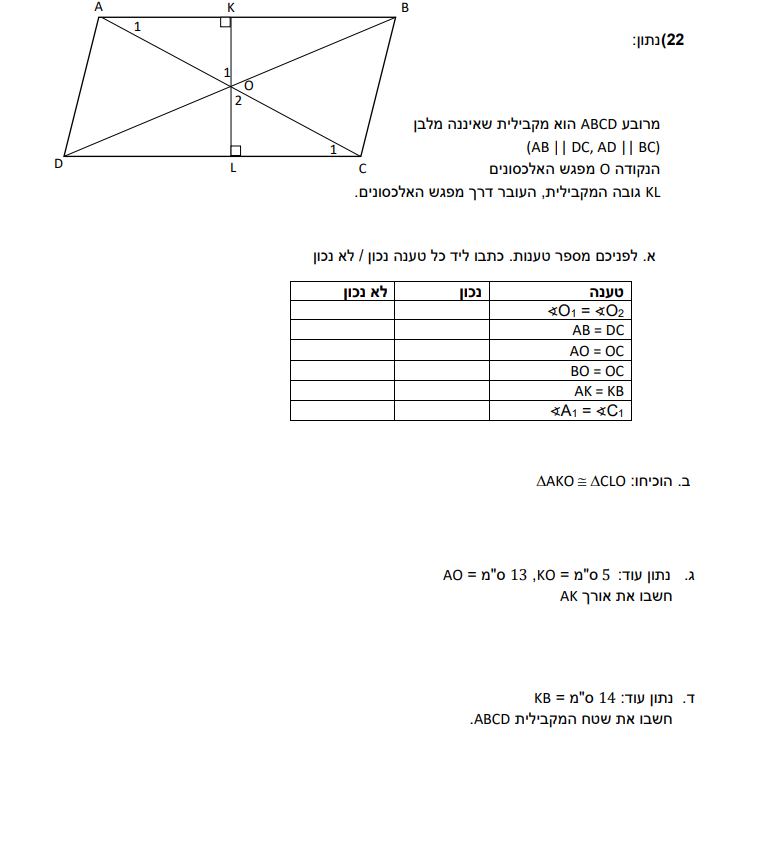 A K B
1
1
O
2
1
D L C
22)נתון:
מרובע ABCD הוא מקבילית שאיננה מלבן
(AB || DC, AD || BC)
הנקודה O מפגש האלכסונים
KL גובה המקבילית, העובר דרך מפגש האלכסונים.
א. לפניכם מספר טענות. כתבו ליד כל טענה נכון / לא נכון
טענה נכון לא נכון
∢O₁ = ∢O₂
AB = DC
AO = OC
BO = OC
AK = KB
∢A₁ = ∢C₁
ב. הוכיחו: ΔAKO ≅ ΔCLO
ג. נתון עוד: 5 ס"מ = KO, 13 ס"מ = AO
חשבו את אורך AK
ד. נתון עוד: 14 ס"מ = KB
חשבו את שטח המקבילית ABCD.